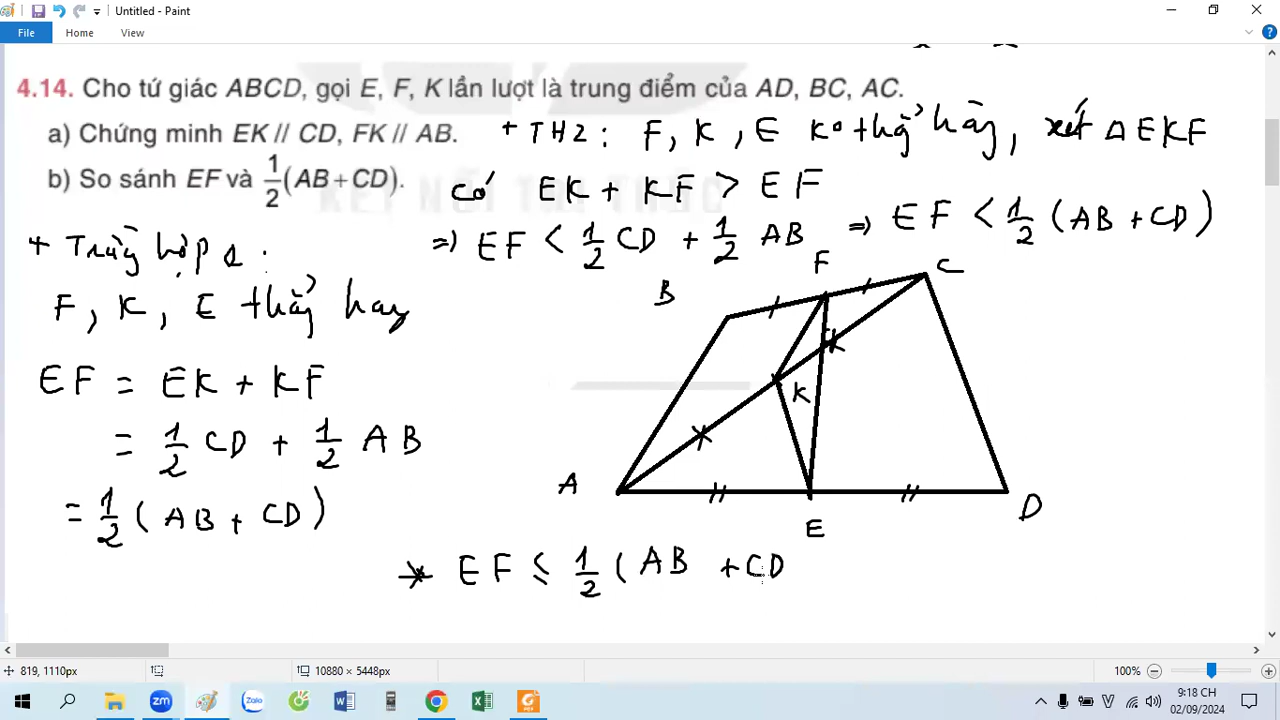 Untitled - Paint
File Home View
4.14. Cho tứ giác ABCD, gọi E, F, K lần lượt là trung điểm của AD, BC, AC.
a) Chứng minh EK // CD, FK // AB.
b) So sánh EF và 1/2 (AB + CD).
+ TH2: F, K, E ko thẳng hàng, xét Δ EKF
có EK + KF > EF
=> EF < 1/2 CD + 1/2 AB => EF < 1/2 (AB + CD)
+ Trường hợp 1:
F, K, E thẳng hàng
EF = EK + KF
= 1/2 CD + 1/2 AB
= 1/2 (AB + CD)
B F C
K
A E D
* EF ≤ 1/2 (AB + CD
819, 1110px 10880 × 5448px 100%
zm Zalo W
9:18 CH
02/09/2024